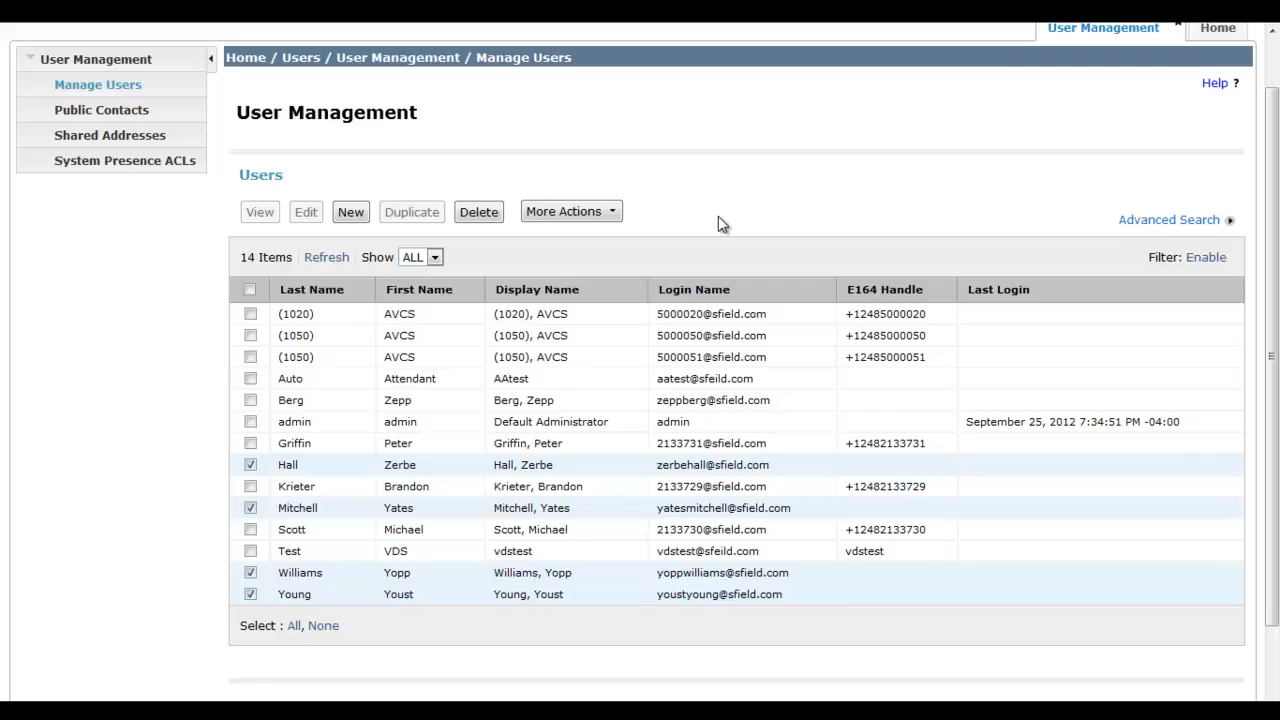 User Management Home
User Management
Manage Users
Public Contacts
Shared Addresses
System Presence ACLs
Home / Users / User Management / Manage Users
Help ?
User Management
Users
View Edit New Duplicate Delete More Actions
Advanced Search
14 Items Refresh Show ALL Filter: Enable
Last Name First Name Display Name Login Name E164 Handle Last Login
(1020) AVCS (1020), AVCS 5000020@sfield.com +12485000020
(1050) AVCS (1050), AVCS 5000050@sfield.com +12485000050
(1050) AVCS (1050), AVCS 5000051@sfield.com +12485000051
Auto Attendant AAtest aatest@sfeild.com
Berg Zepp Berg, Zepp zeppberg@sfield.com
admin admin Default Administrator admin September 25, 2012 7:34:51 PM -04:00
Griffin Peter Griffin, Peter 2133731@sfield.com +12482133731
Hall Zerbe Hall, Zerbe zerbehall@sfield.com
Krieter Brandon Krieter, Brandon 2133729@sfield.com +12482133729
Mitchell Yates Mitchell, Yates yatesmitchell@sfield.com
Scott Michael Scott, Michael 2133730@sfield.com +12482133730
Test VDS vdstest vdstest@sfeild.com vdstest
Williams Yopp Williams, Yopp yoppwilliams@sfield.com
Young Youst Young, Youst youstyoung@sfield.com
Select : All, None